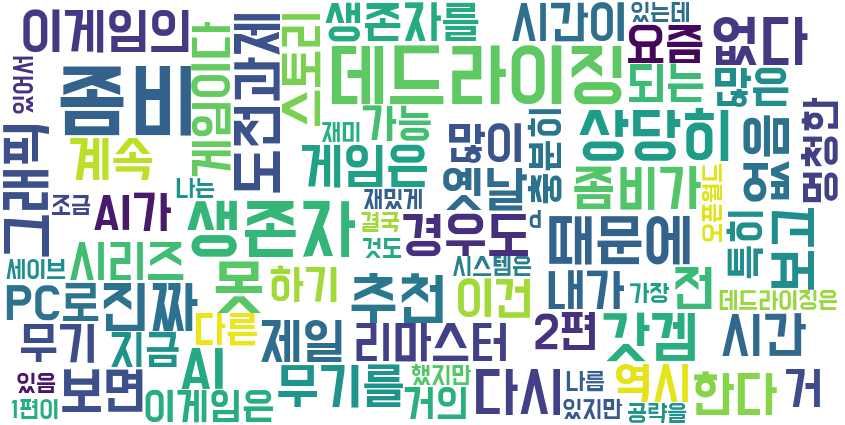 이게임의
게임이다
도전과제
스토리
생존자를
시간이
있는데
요즘
없다
있어서
좀비
데드라이징
되는
많은
그래픽
계속
재미
가능
많이
충분히
상당히
없음
멍청한
게임은
옛날
좀비가
오픈월드
나는
조금
AI가
재밌게
생존자
결국
것도
경우도
d
때문에
특히
보고
세이브
시리즈
못
하기
시스템은
PC로
진짜
추천
이건
내가
가장
전
데드라이징은
다른
무기
지금
제일
리마스터
2편
갓겜
시간
AI
있음
보면
1편이
이게임은
무기를
했지만
거의
다시
나름
있지만
역시
공략을
한다
거